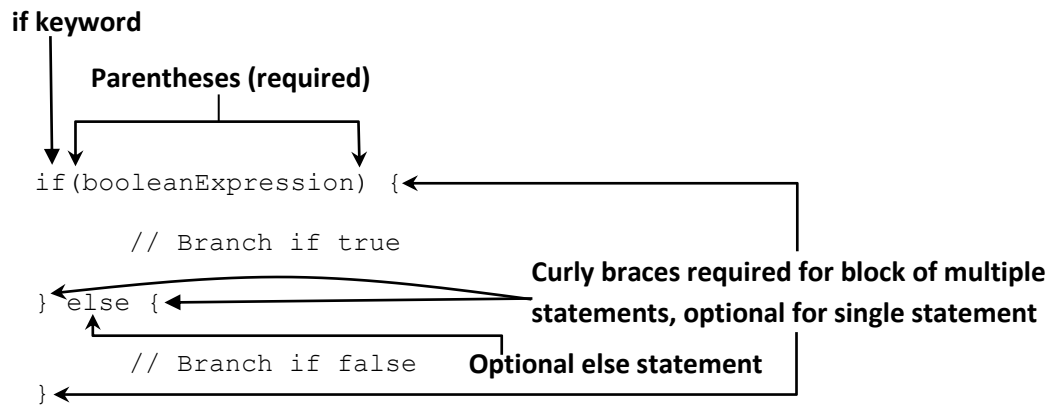 if keyword
Parentheses (required)
if(booleanExpression) {
// Branch if true
Curly braces required for block of multiple
} else {
statements, optional for single statement
// Branch if false
Optional else statement
}